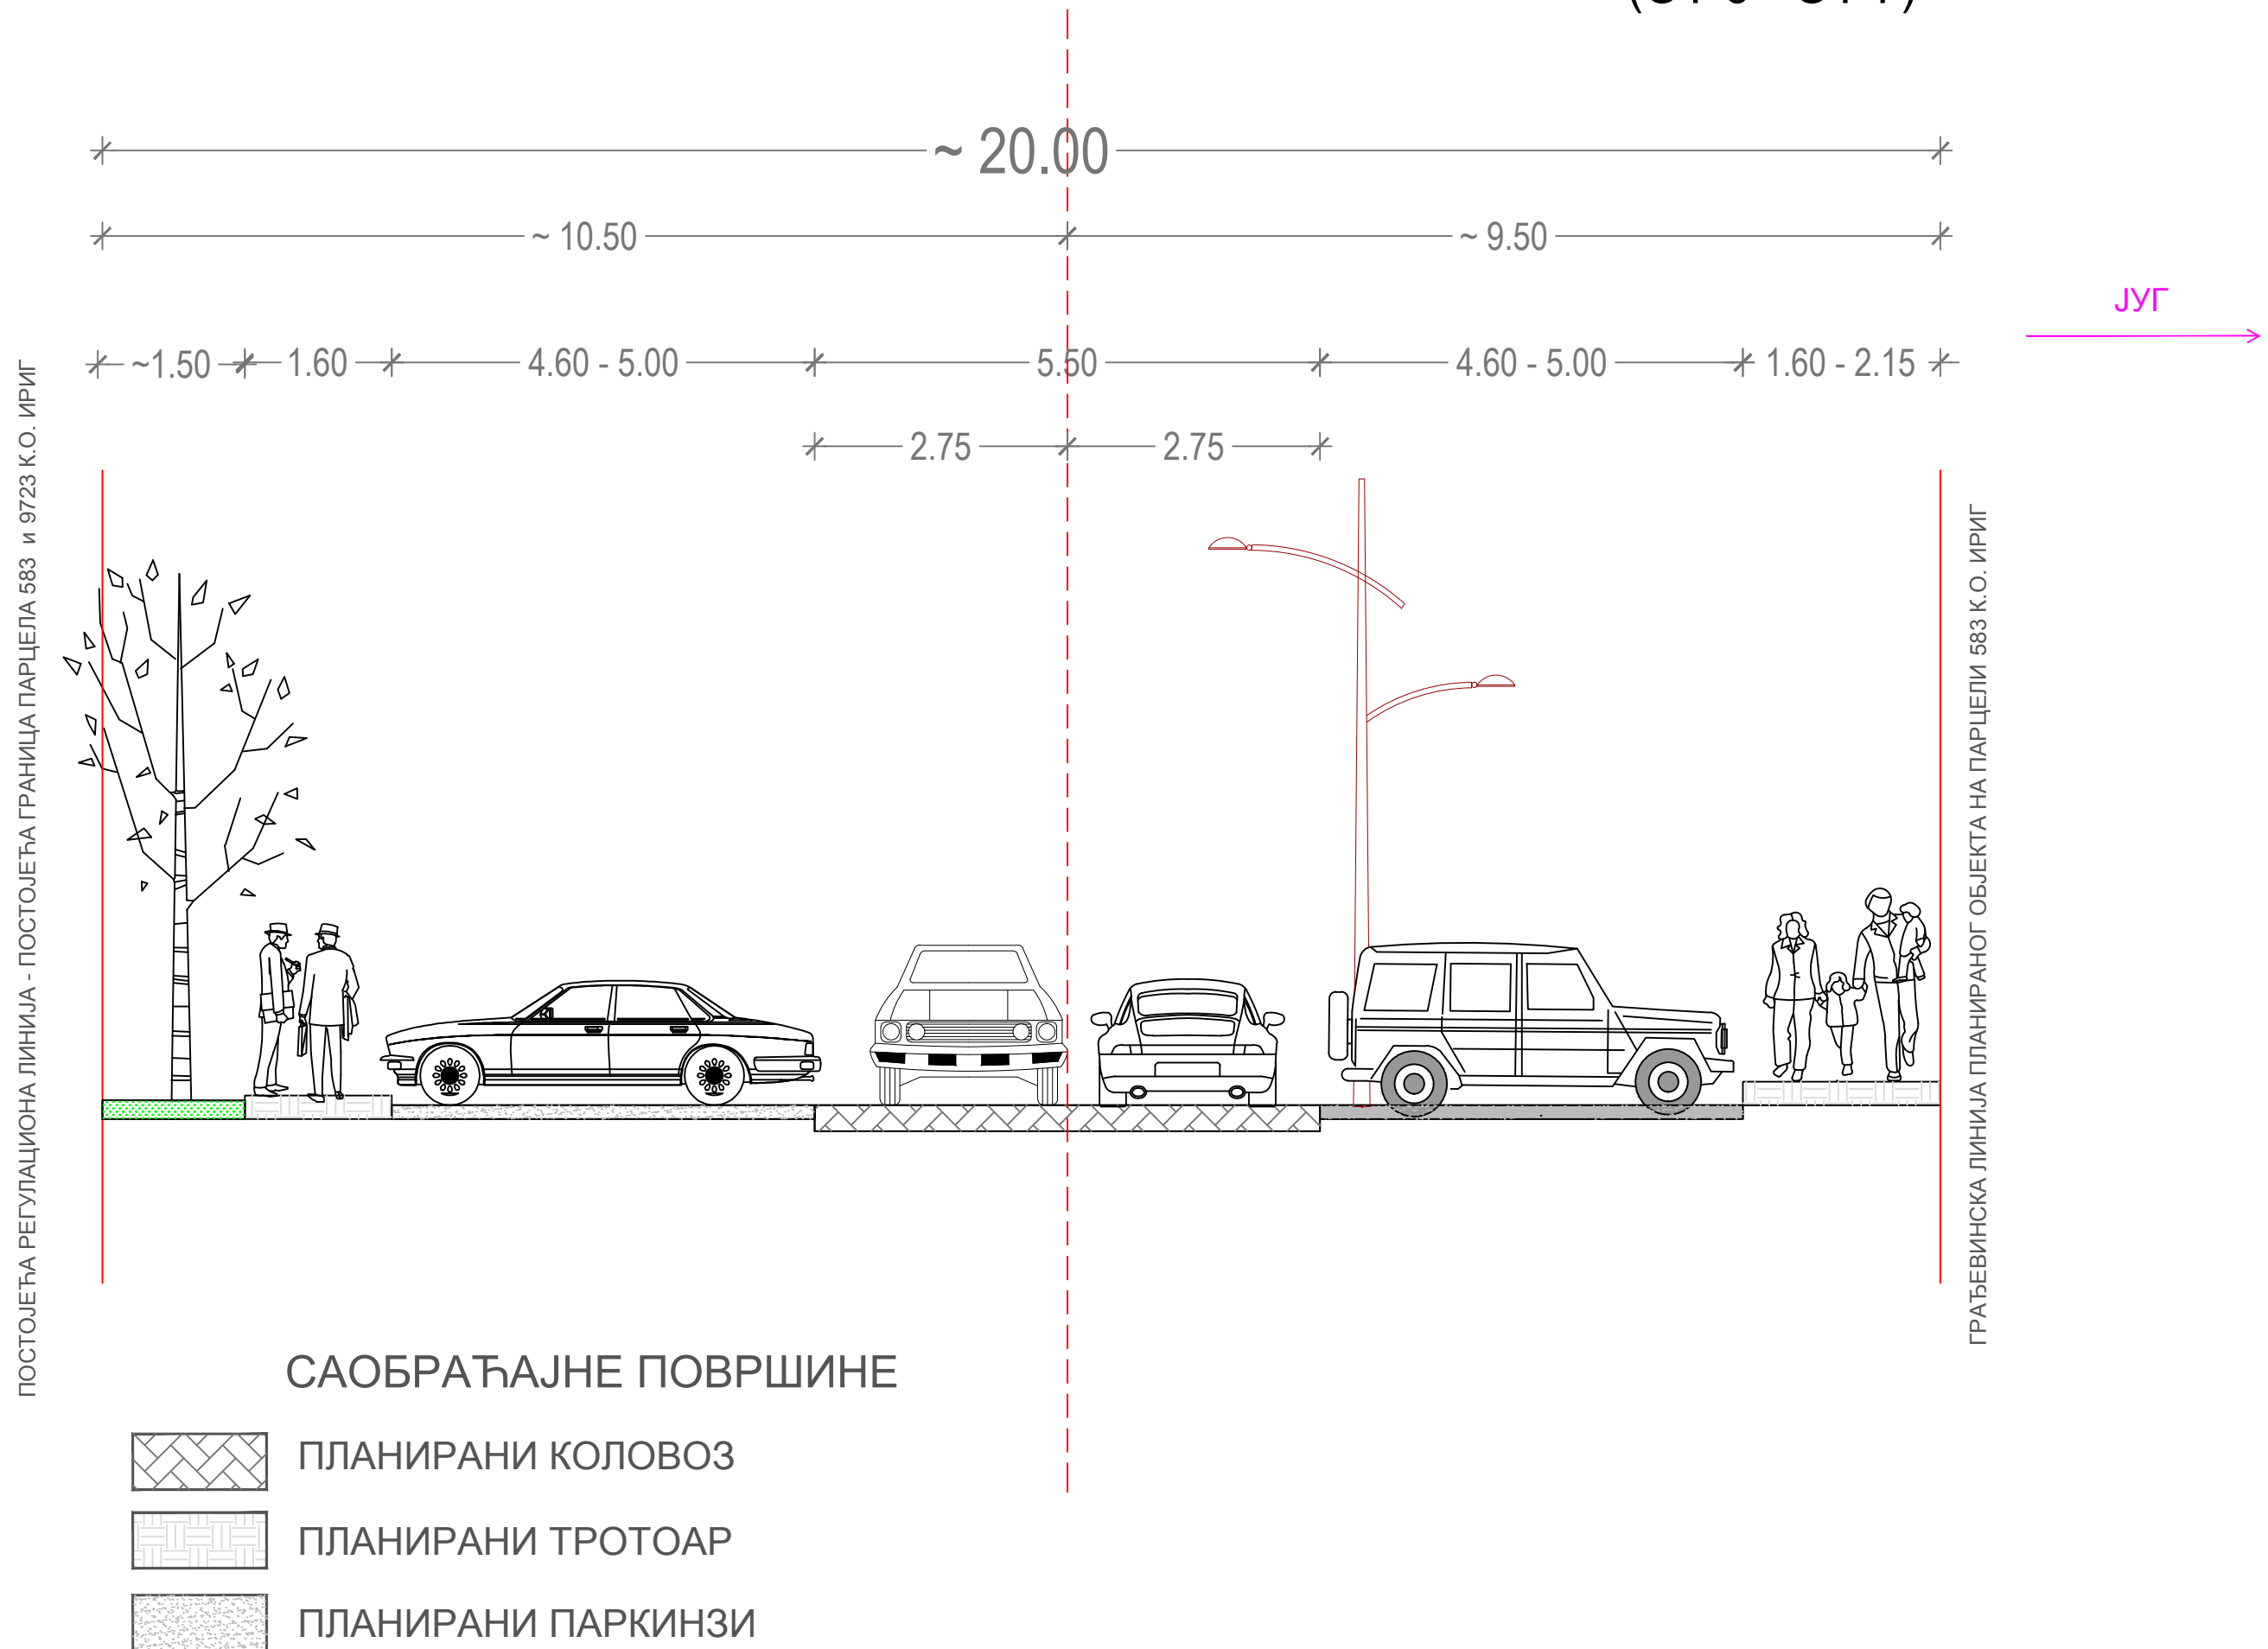 ~ 20.00
~ 10.50
~ 9.50
ЈУГ
~1.50
1.60
4.60 - 5.00
5.50
4.60 - 5.00
1.60 - 2.15
2.75
2.75
ПОСТОЈЕЋА РЕГУЛАЦИОНА ЛИНИЈА - ПОСТОЈЕЋА ГРАНИЦА ПАРЦЕЛА 583 и 9723 К.О. ИРИГ
ГРАЂЕВИНСКА ЛИНИЈА ПЛАНИРАНОГ ОБЈЕКТА НА ПАРЦЕЛИ 583 К.О. ИРИГ
САОБРАЋАЈНЕ ПОВРШИНЕ
ПЛАНИРАНИ КОЛОВОЗ
ПЛАНИРАНИ ТРОТОАР
ПЛАНИРАНИ ПАРКИНЗИ